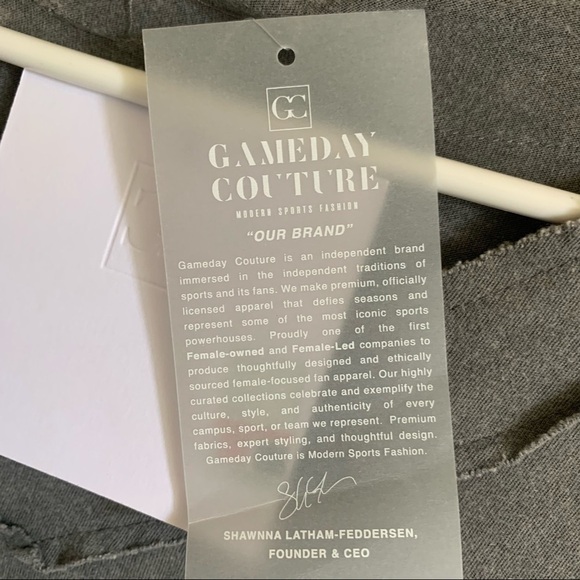 GC
GAMEDAY
COUTURE
MODERN SPORTS FASHION
“OUR BRAND”
Gameday Couture is an independent brand
immersed in the independent traditions of
sports and its fans. We make premium, officially
licensed apparel that defies seasons and
represent some of the most iconic sports
powerhouses. Proudly one of the first
Female-owned and Female-Led companies to
produce thoughtfully designed and ethically
sourced female-focused fan apparel. Our highly
curated collections celebrate and exemplify the
culture, style, and authenticity of every
campus, sport, or team we represent. Premium
fabrics, expert styling, and thoughtful design.
Gameday Couture is Modern Sports Fashion.
SHAWNNA LATHAM-FEDDERSEN,
FOUNDER & CEO